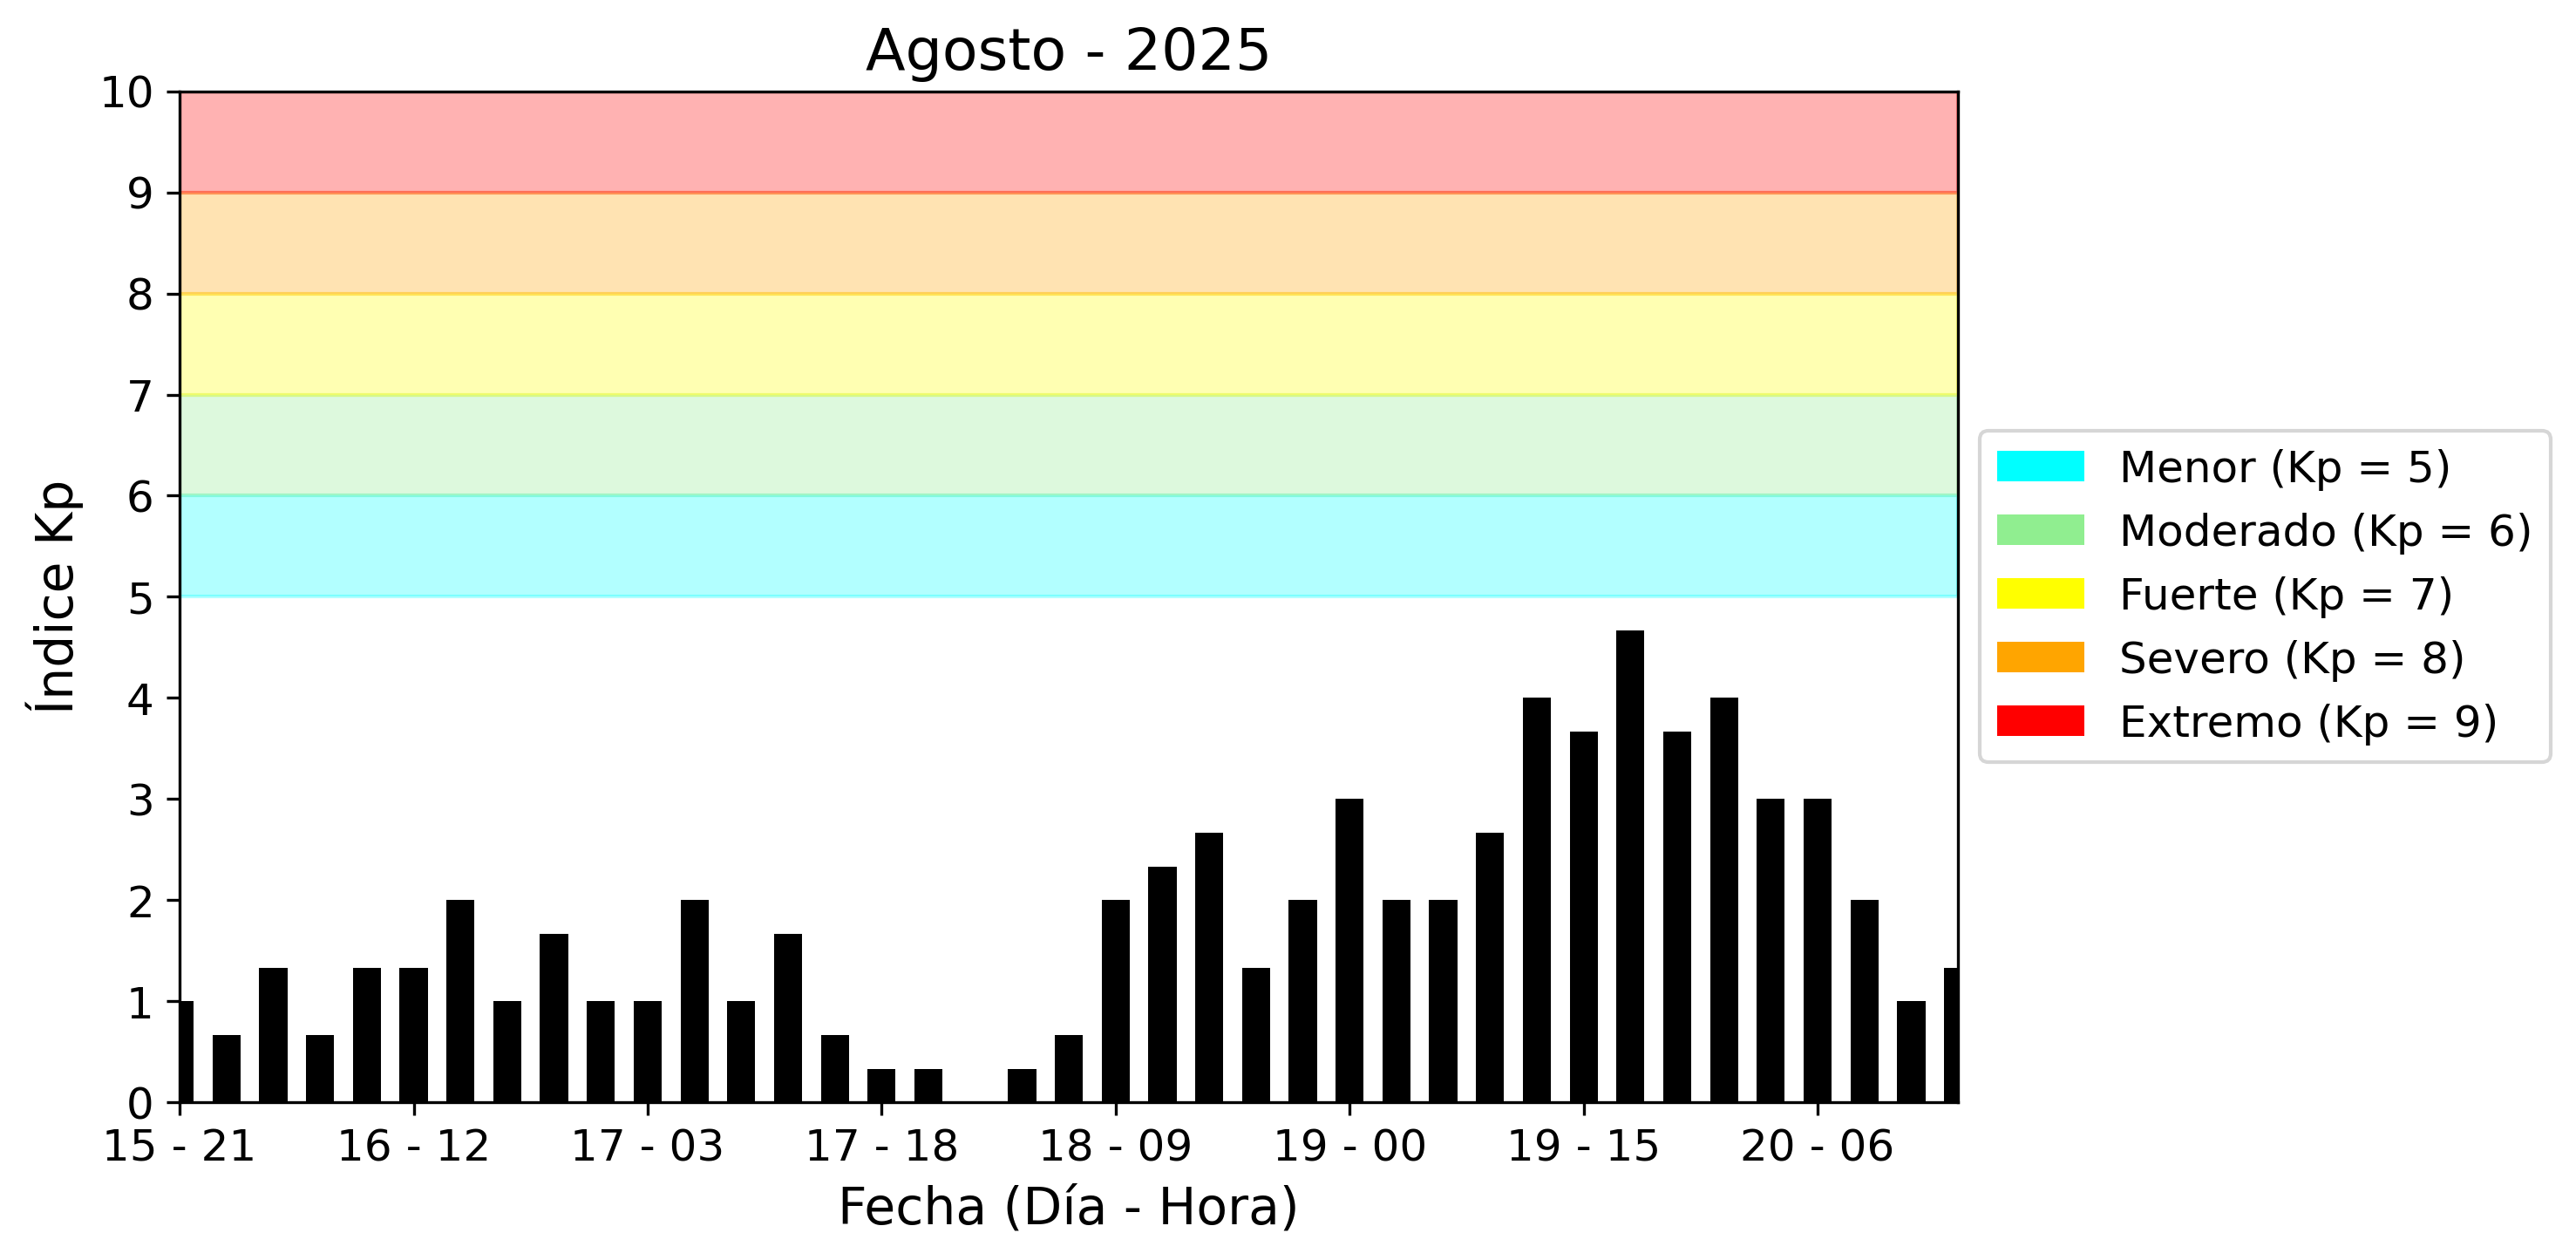 Agosto - 2025
Índice Kp
10
9
8
7
6
5
4
3
2
1
0
15 - 21
16 - 12
17 - 03
17 - 18
18 - 09
19 - 00
19 - 15
20 - 06
Fecha (Día - Hora)
Menor (Kp = 5)
Moderado (Kp = 6)
Fuerte (Kp = 7)
Severo (Kp = 8)
Extremo (Kp = 9)